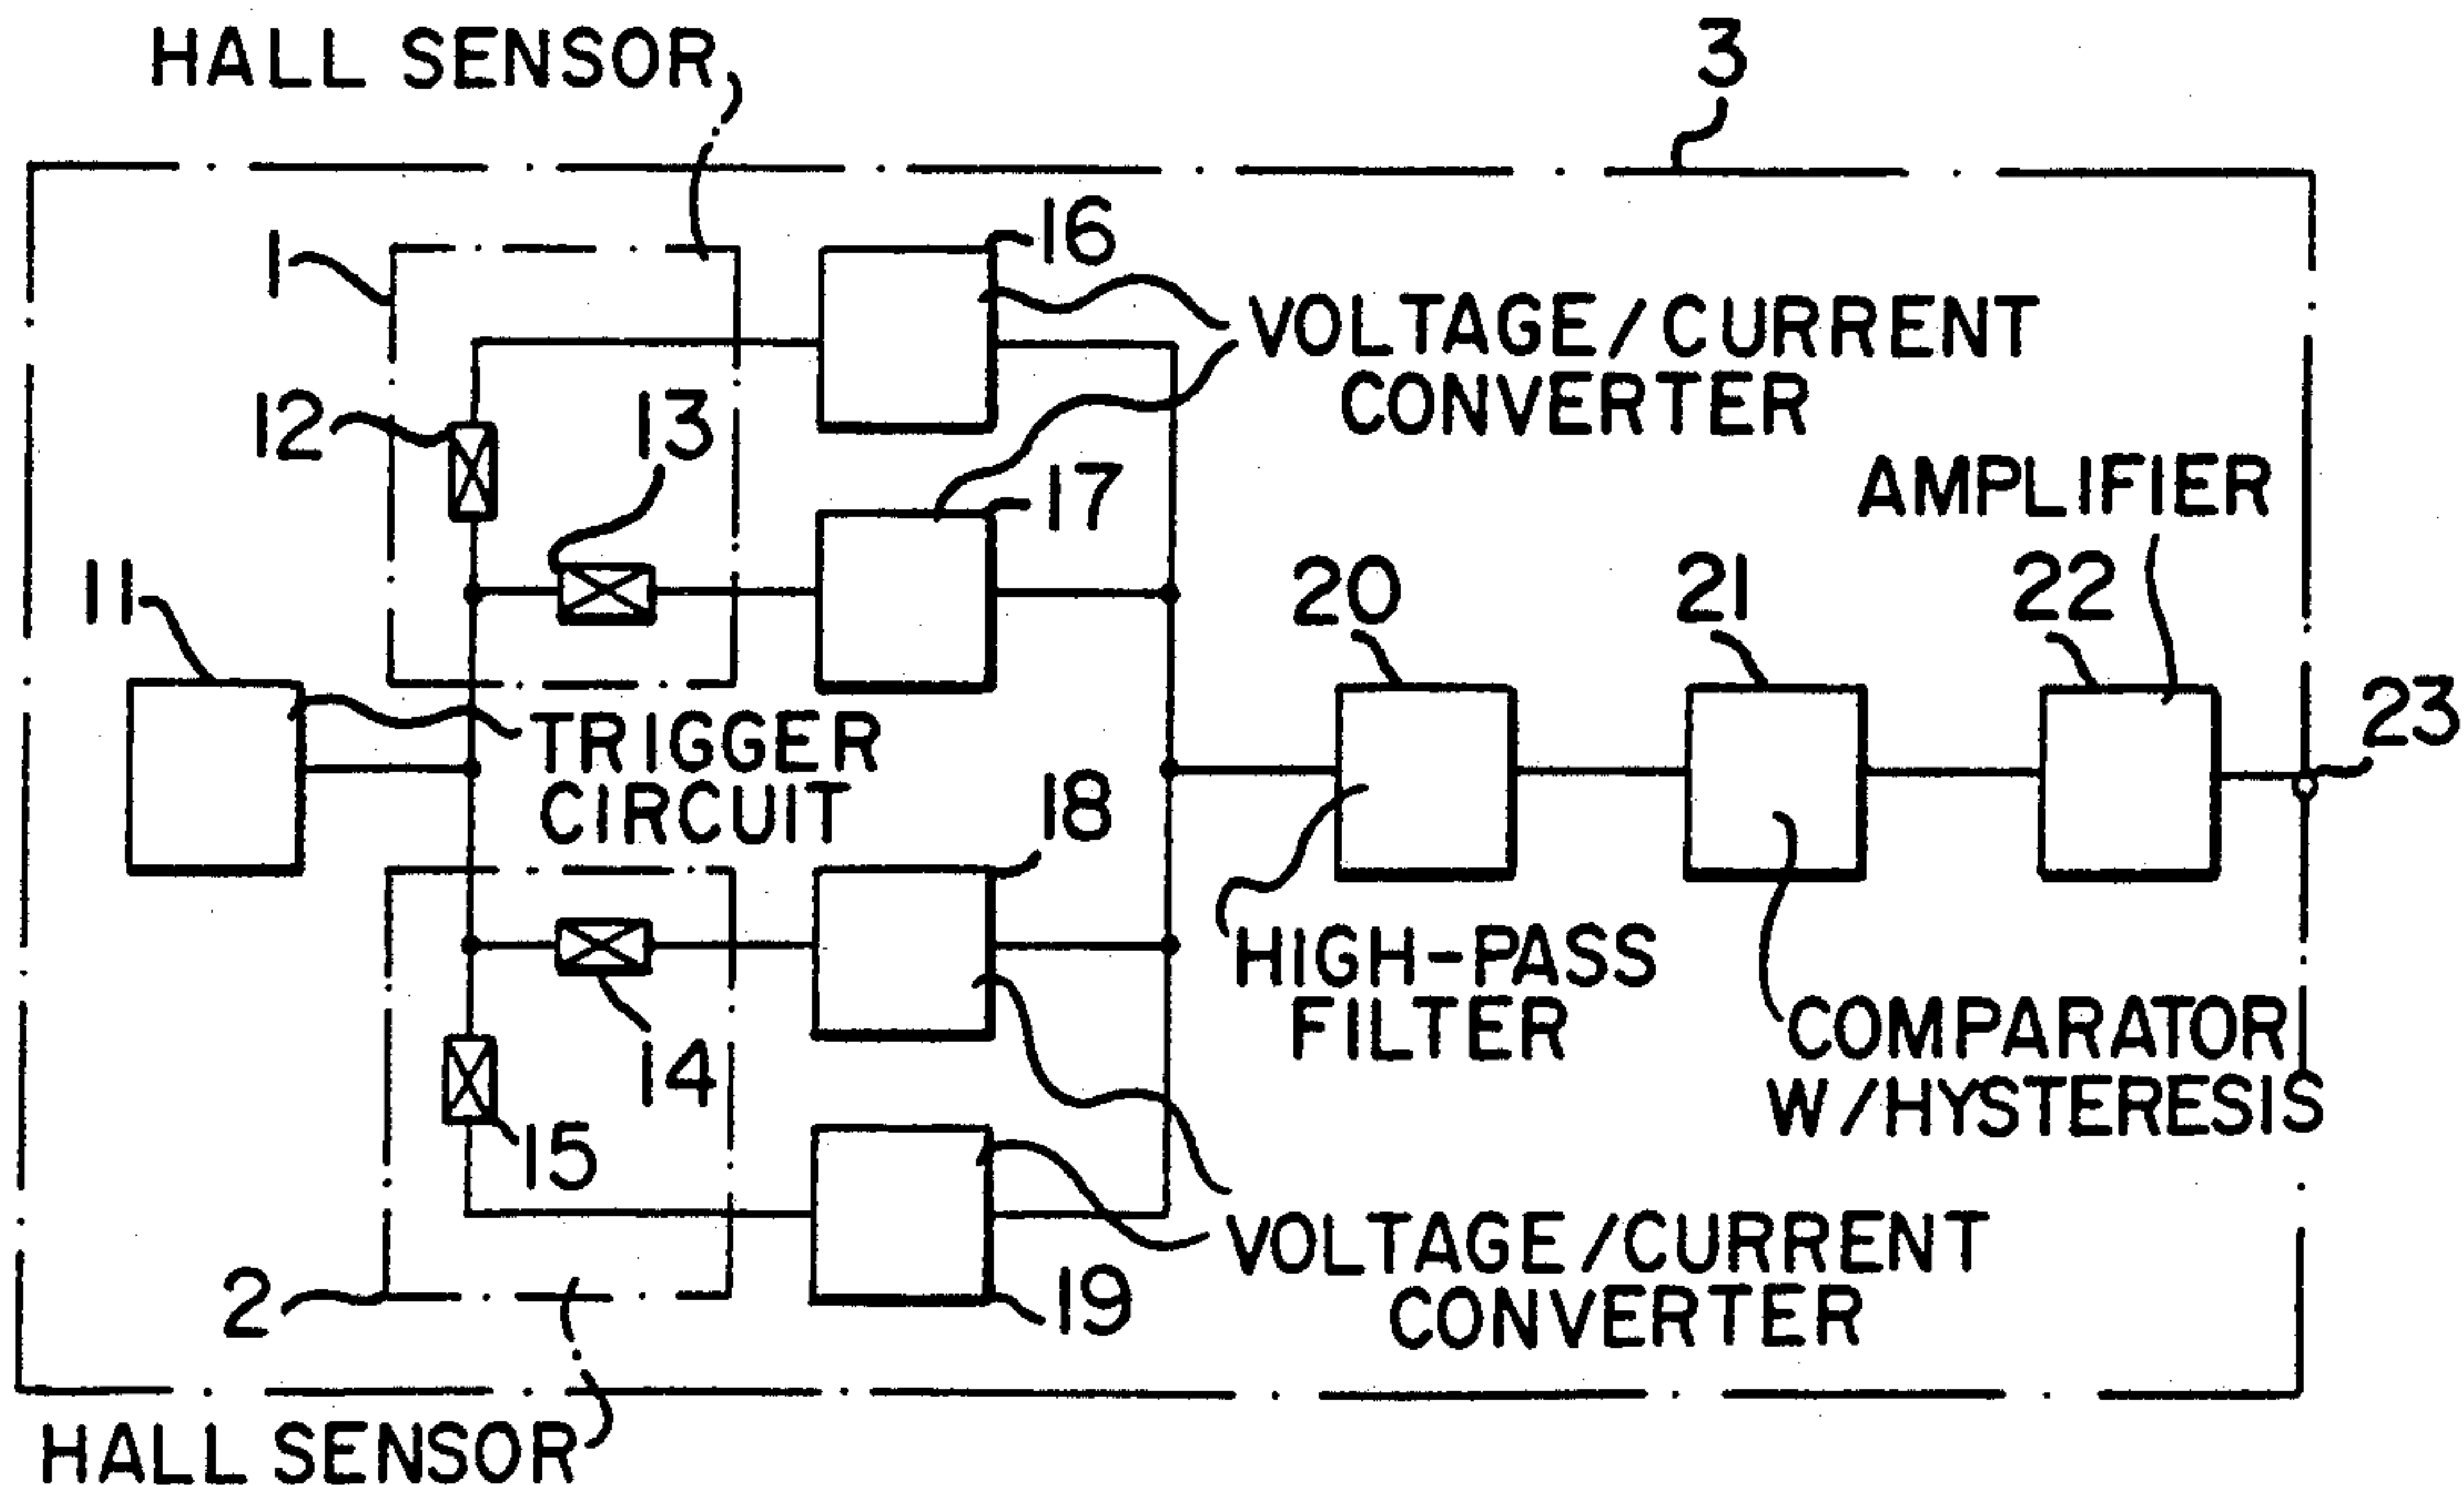 HALL SENSOR
3
1
16
VOLTAGE/CURRENT
CONVERTER
12
13
17
AMPLIFIER
11
20
21
22
23
TRIGGER
CIRCUIT
18
HIGH-PASS
FILTER
COMPARATOR
W/HYSTERESIS
14
15
VOLTAGE/CURRENT
CONVERTER
2
19
HALL SENSOR